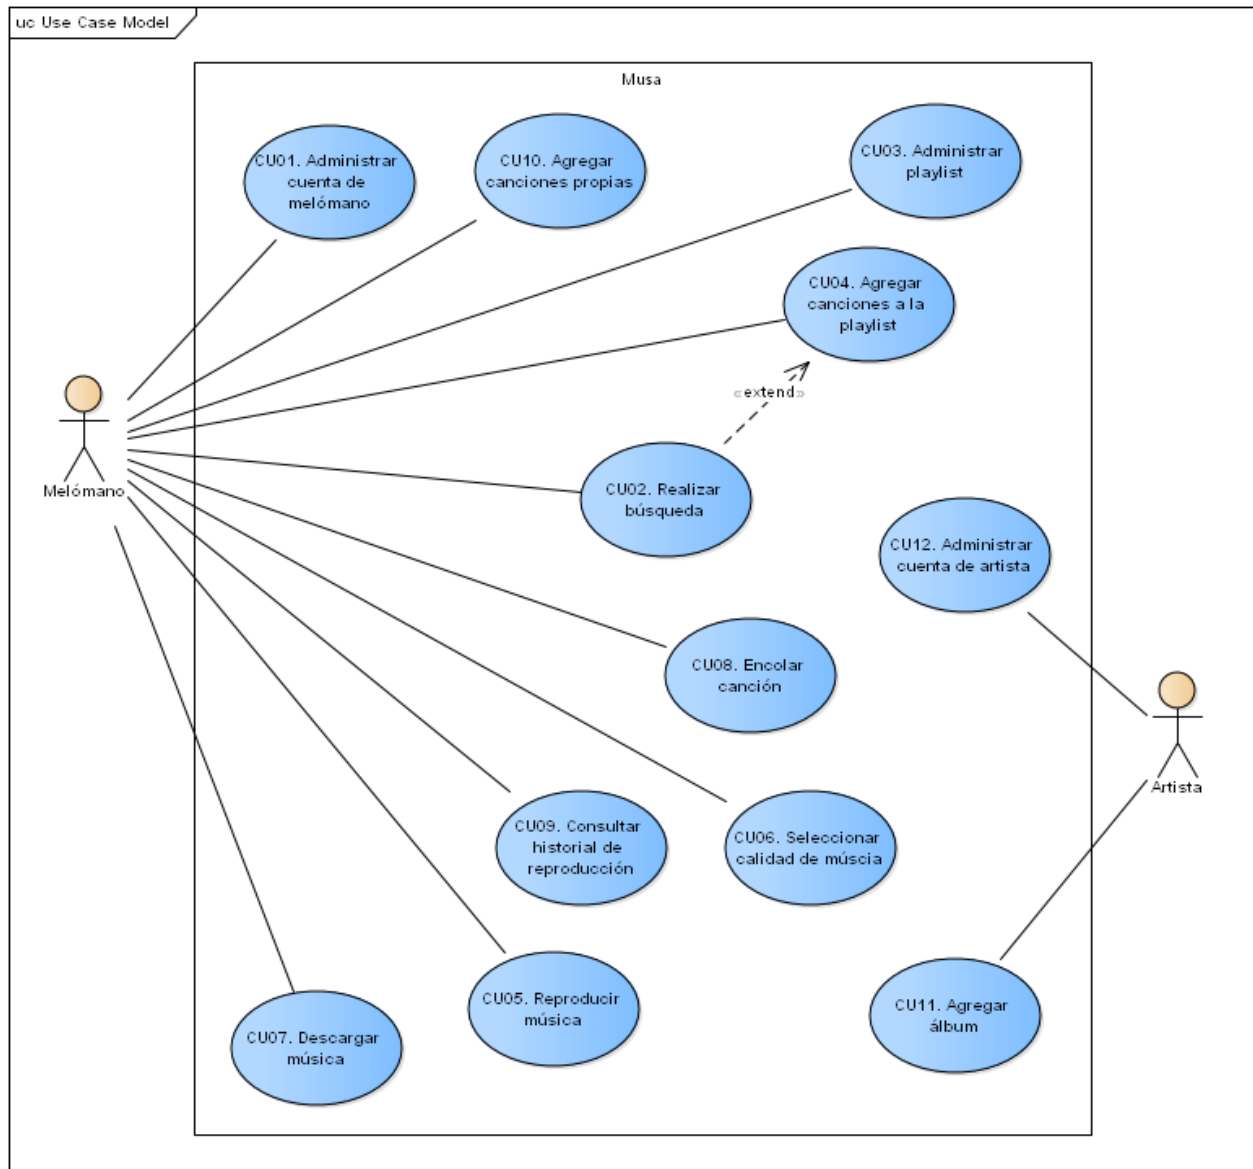 uc Use Case Model
Musa
CU01. Administrar
cuenta de
melómano
CU10. Agregar
canciones propias
CU03. Administrar
playlist
CU04. Agregar
canciones a la
playlist
«extend»
Melómano
CU02. Realizar
búsqueda
CU12. Administrar
cuenta de artista
CU08. Encolar
canción
Artista
CU09. Consultar
historial de
reproducción
CU06. Seleccionar
calidad de múscia
CU05. Reproducir
música
CU11. Agregar
álbum
CU07. Descargar
música